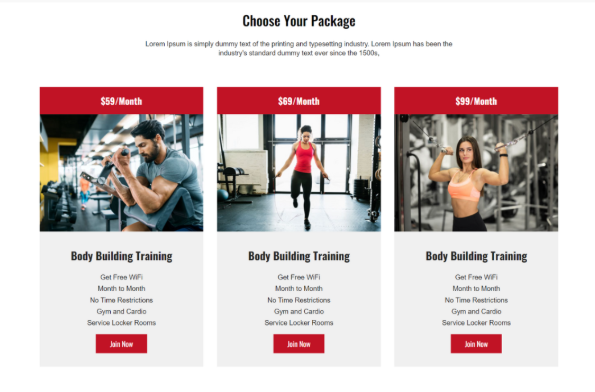 Choose Your Package
Lorem Ipsum is simply dummy text of the printing and typesetting industry. Lorem Ipsum has been the
industry's standard dummy text ever since the 1500s,
$59/Month
$69/Month
$99/Month
Body Building Training
Get Free WiFi
Month to Month
No Time Restrictions
Gym and Cardio
Service Locker Rooms
Join Now
Body Building Training
Get Free WiFi
Month to Month
No Time Restrictions
Gym and Cardio
Service Locker Rooms
Join Now
Body Building Training
Get Free WiFi
Month to Month
No Time Restrictions
Gym and Cardio
Service Locker Rooms
Join Now